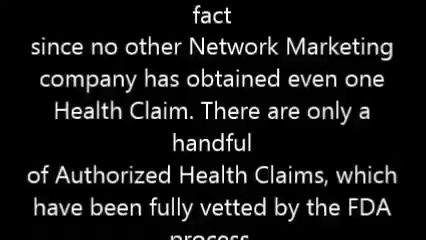 fact
since no other Network Marketing
company has obtained even one
Health Claim. There are only a
handful
of Authorized Health Claims, which
have been fully vetted by the FDA
process